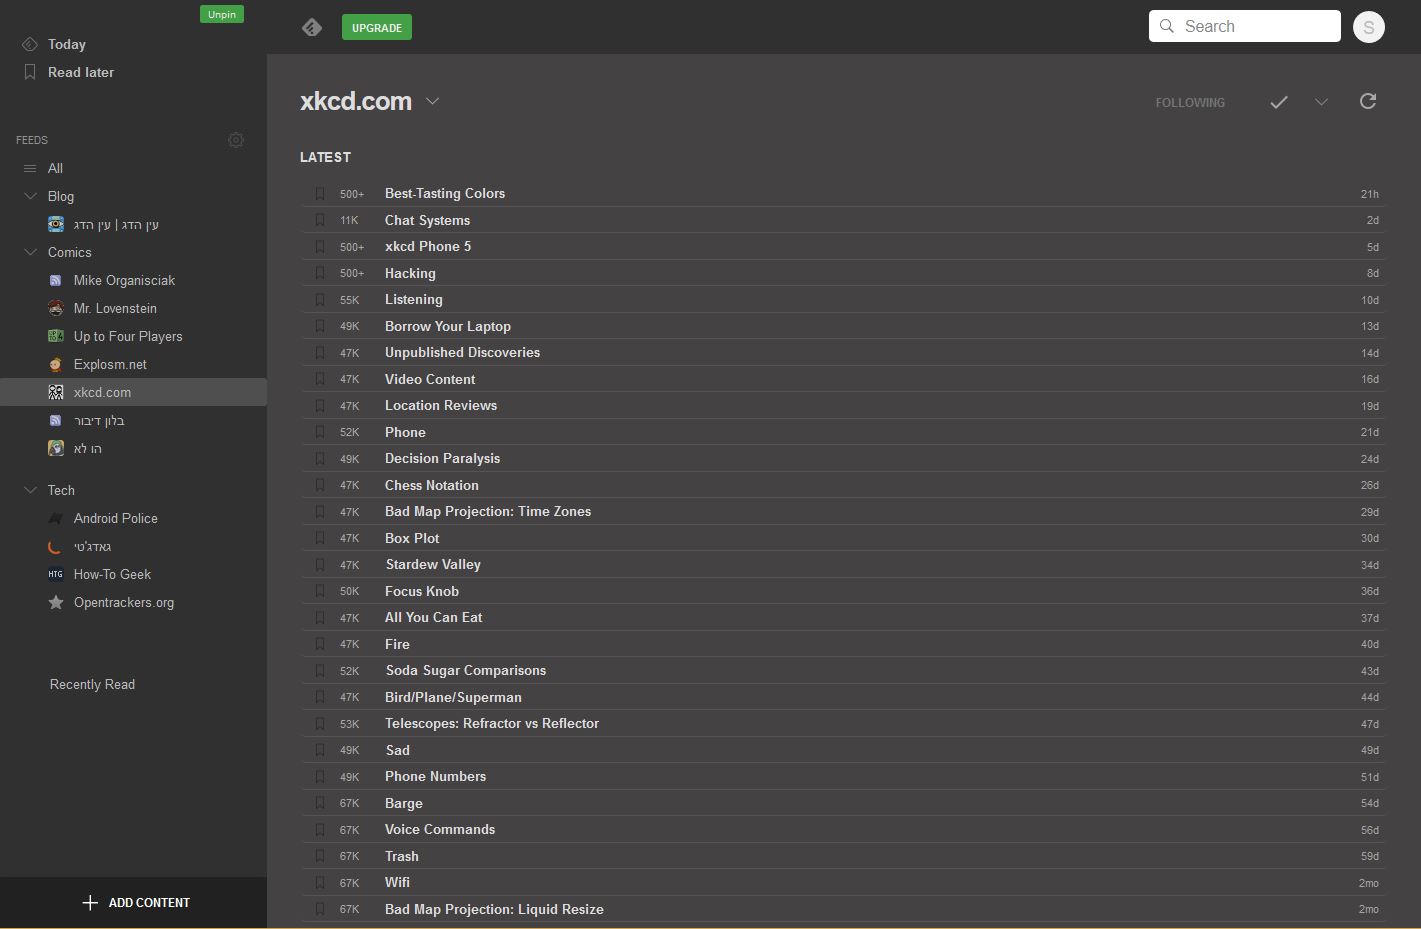 Unpin
Today
Read later
FEEDS
All
Blog
עין הדג | עין הדג
Comics
Mike Organisciak
Mr. Lovenstein
Up to Four Players
Explosm.net
xkcd.com
בלון דיבור
הו לא
Tech
Android Police
גאדג'טי
HTG How-To Geek
Opentrackers.org
Recently Read
ADD CONTENT
UPGRADE
Search
S
xkcd.com
FOLLOWING
LATEST
500+ Best-Tasting Colors 21h
11K Chat Systems 2d
500+ xkcd Phone 5 5d
500+ Hacking 8d
55K Listening 10d
49K Borrow Your Laptop 13d
47K Unpublished Discoveries 14d
47K Video Content 16d
47K Location Reviews 19d
52K Phone 21d
49K Decision Paralysis 24d
47K Chess Notation 26d
47K Bad Map Projection: Time Zones 29d
47K Box Plot 30d
47K Stardew Valley 34d
50K Focus Knob 36d
47K All You Can Eat 37d
47K Fire 40d
52K Soda Sugar Comparisons 43d
47K Bird/Plane/Superman 44d
53K Telescopes: Refractor vs Reflector 47d
49K Sad 49d
49K Phone Numbers 51d
67K Barge 54d
67K Voice Commands 56d
67K Trash 59d
67K Wifi 2mo
67K Bad Map Projection: Liquid Resize 2mo